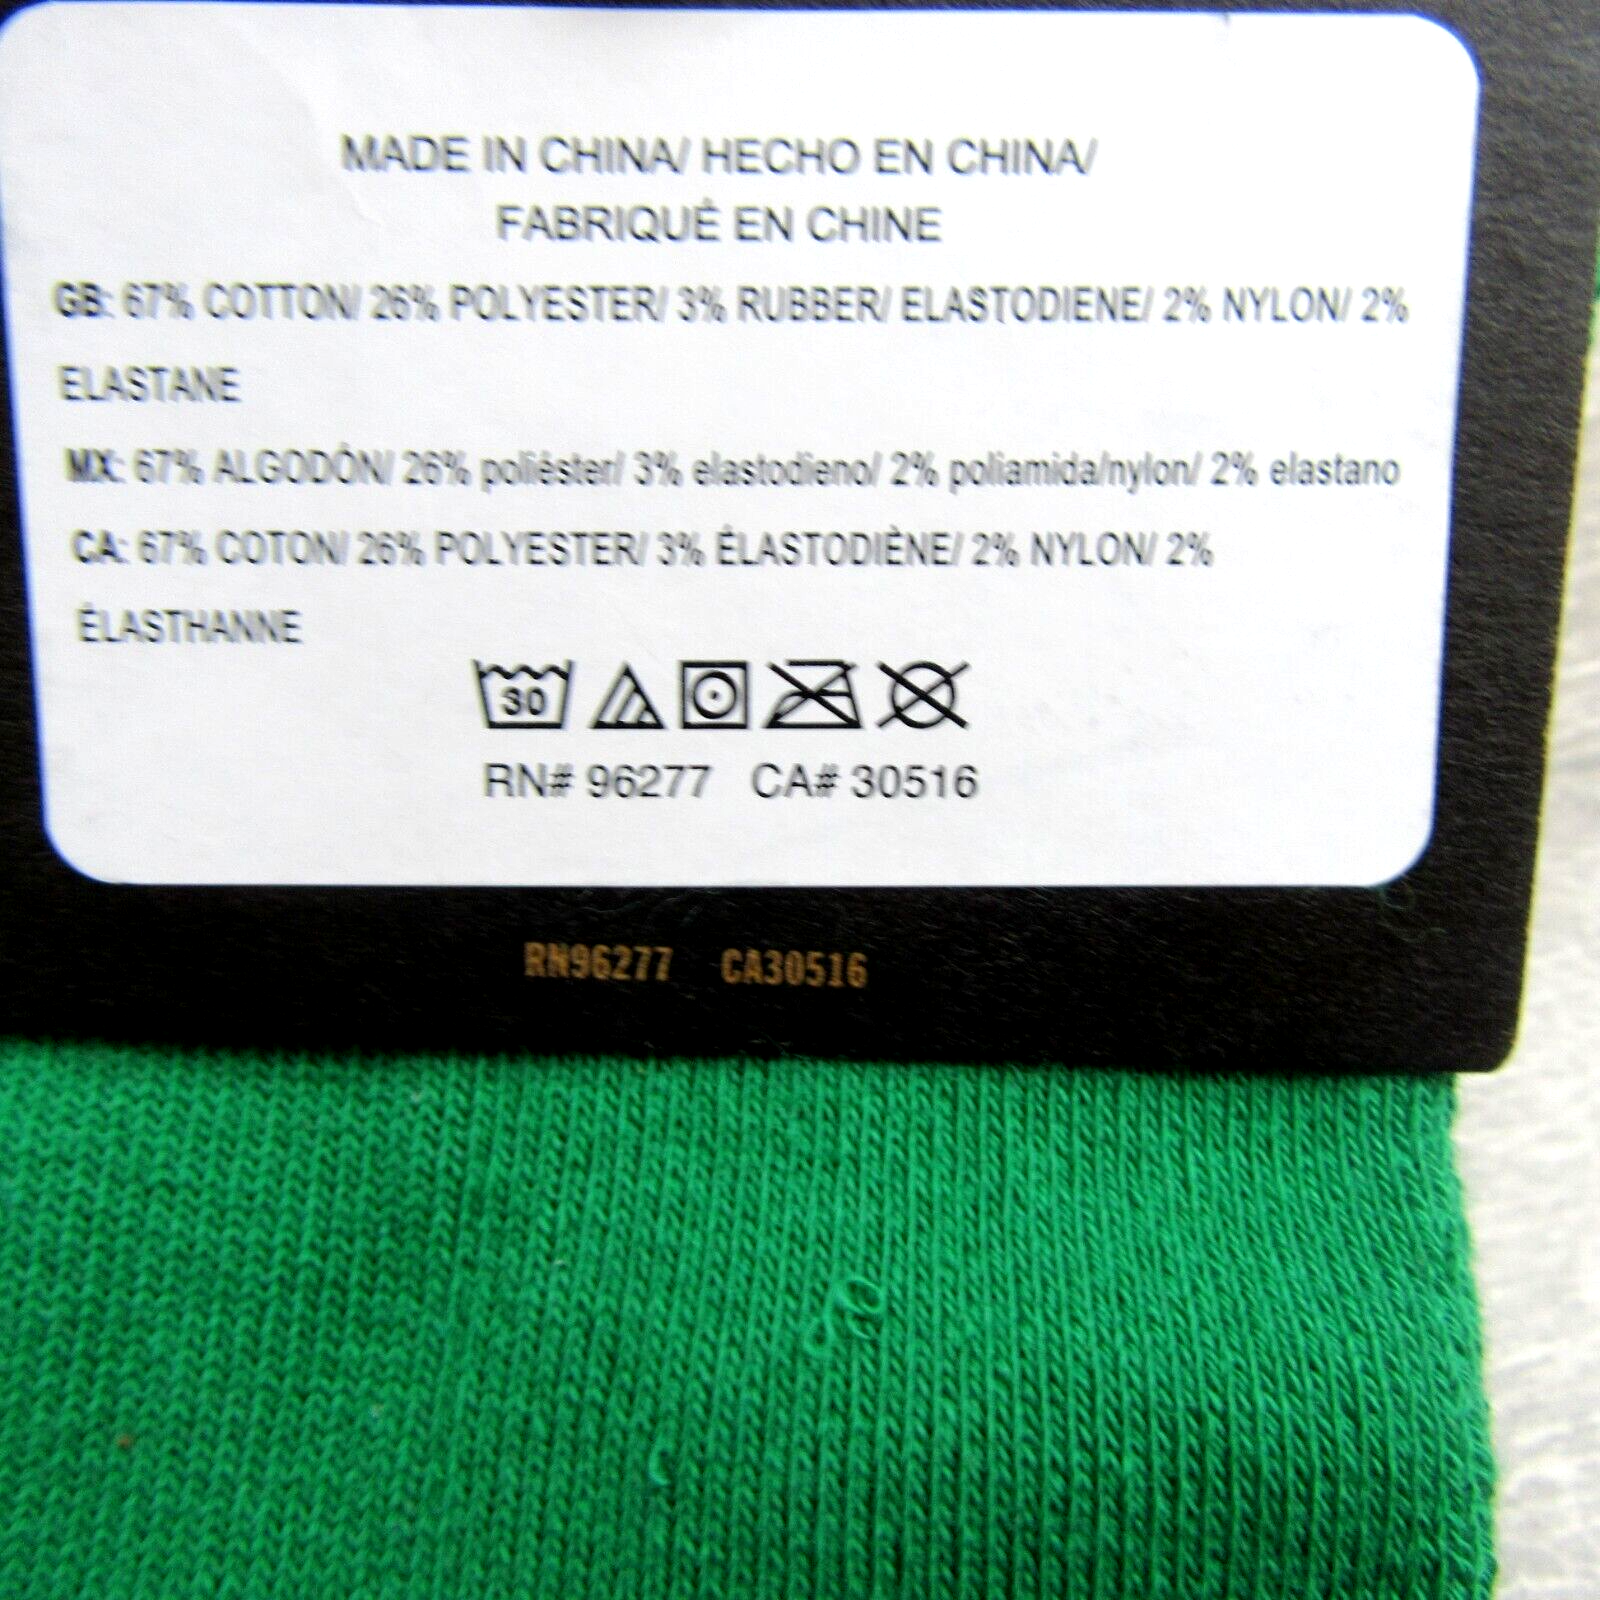 MADE IN CHINA/ HECHO EN CHINA/
FABRIQUÉ EN CHINE
GB: 67% COTTON/ 26% POLYESTER/ 3% RUBBER/ ELASTODIENE/ 2% NYLON/ 2%
ELASTANE
MX: 67% ALGODÓN/ 26% poliéster/ 3% elastodieno/ 2% poliamida/nylon/ 2% elastano
CA: 67% COTON/ 26% POLYESTER/ 3% ÉLASTODIÈNE/ 2% NYLON/ 2%
ÉLASTHANNE
30
RN# 96277 CA# 30516
RN96277 CA30516